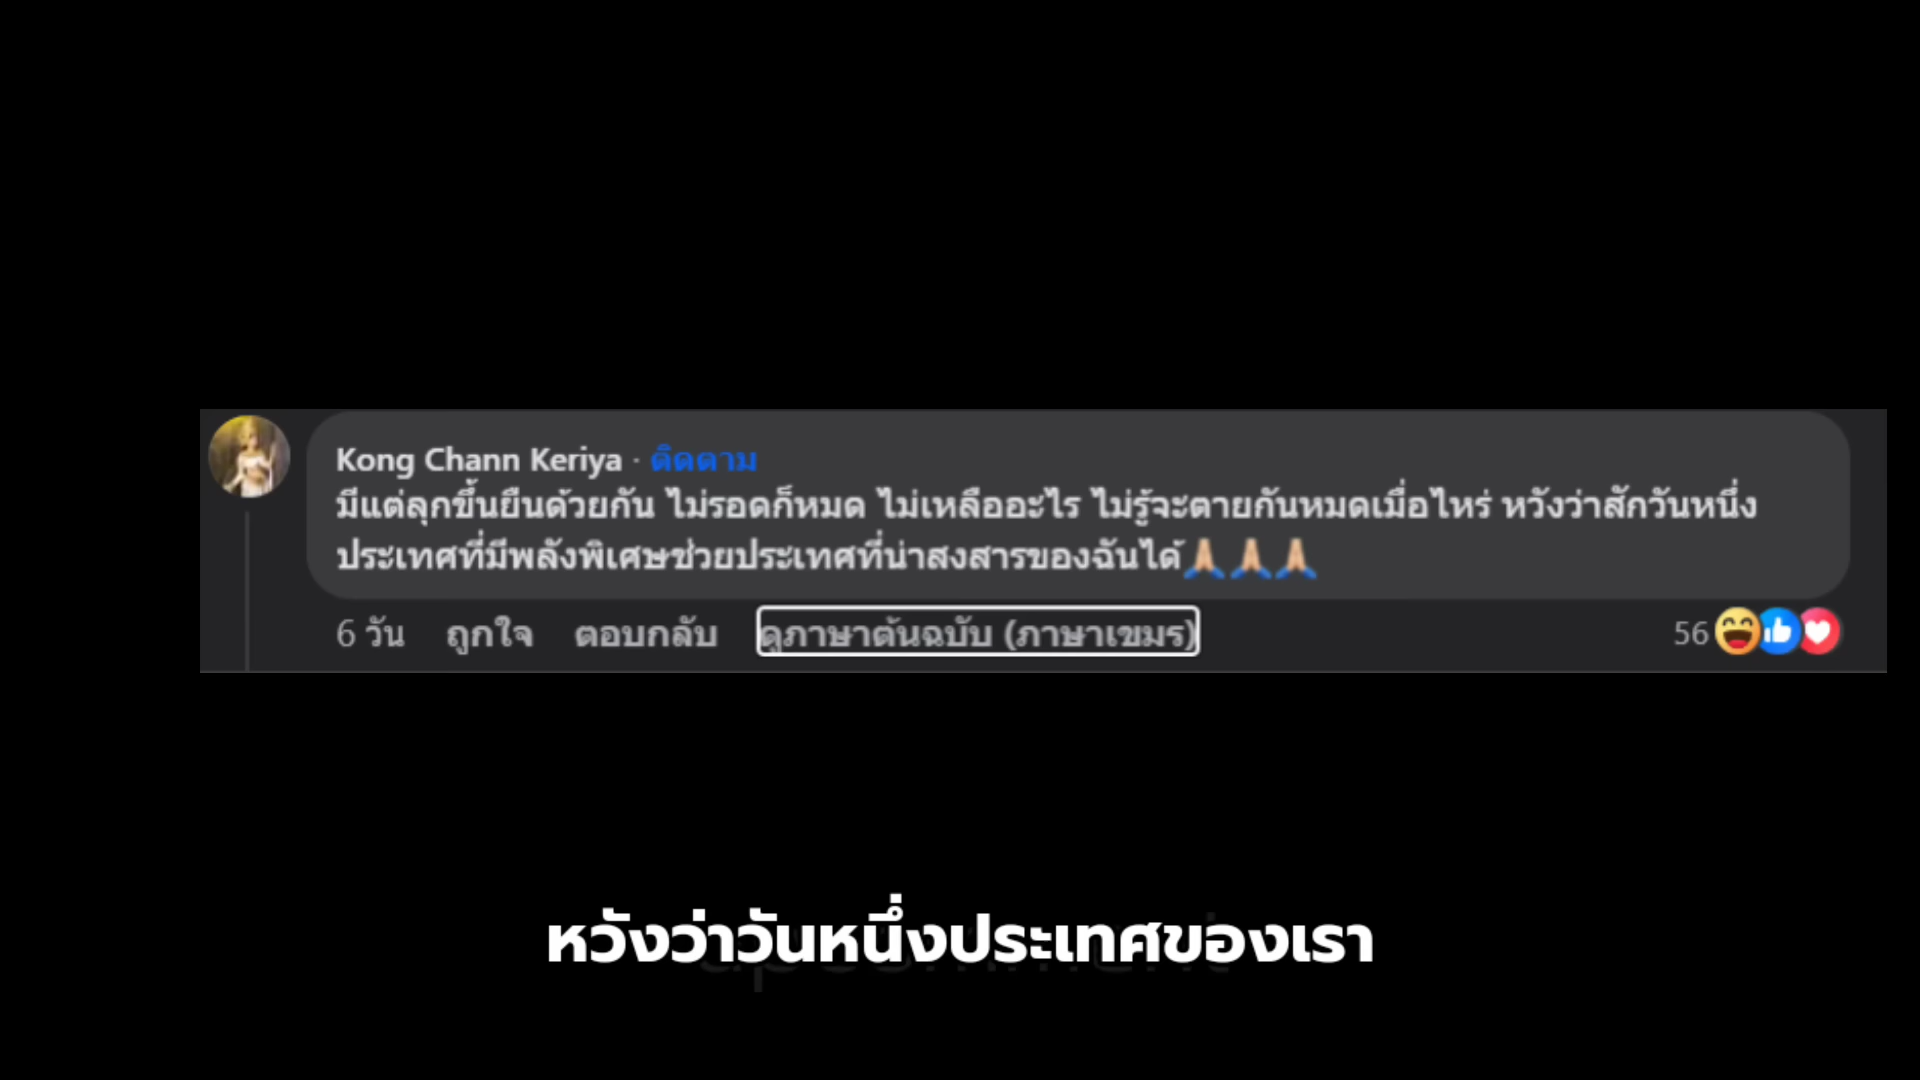 Kong Chann Keriya · ติดตาม
มีแต่ลุกขึ้นยืนด้วยกัน ไม่รอดก็หมด ไม่เหลืออะไร ไม่รู้จะตายกันหมดเมื่อไหร่ หวังว่าสักวันหนึ่ง
ประเทศที่มีพลังพิเศษช่วยประเทศที่น่าสงสารของฉันได้🙏🏼🙏🏼🙏🏼
6 วัน ถูกใจ ตอบกลับ ดูภาษาต้นฉบับ (ภาษาเขมร) 56
หวังว่าวันหนึ่งประเทศของเรา